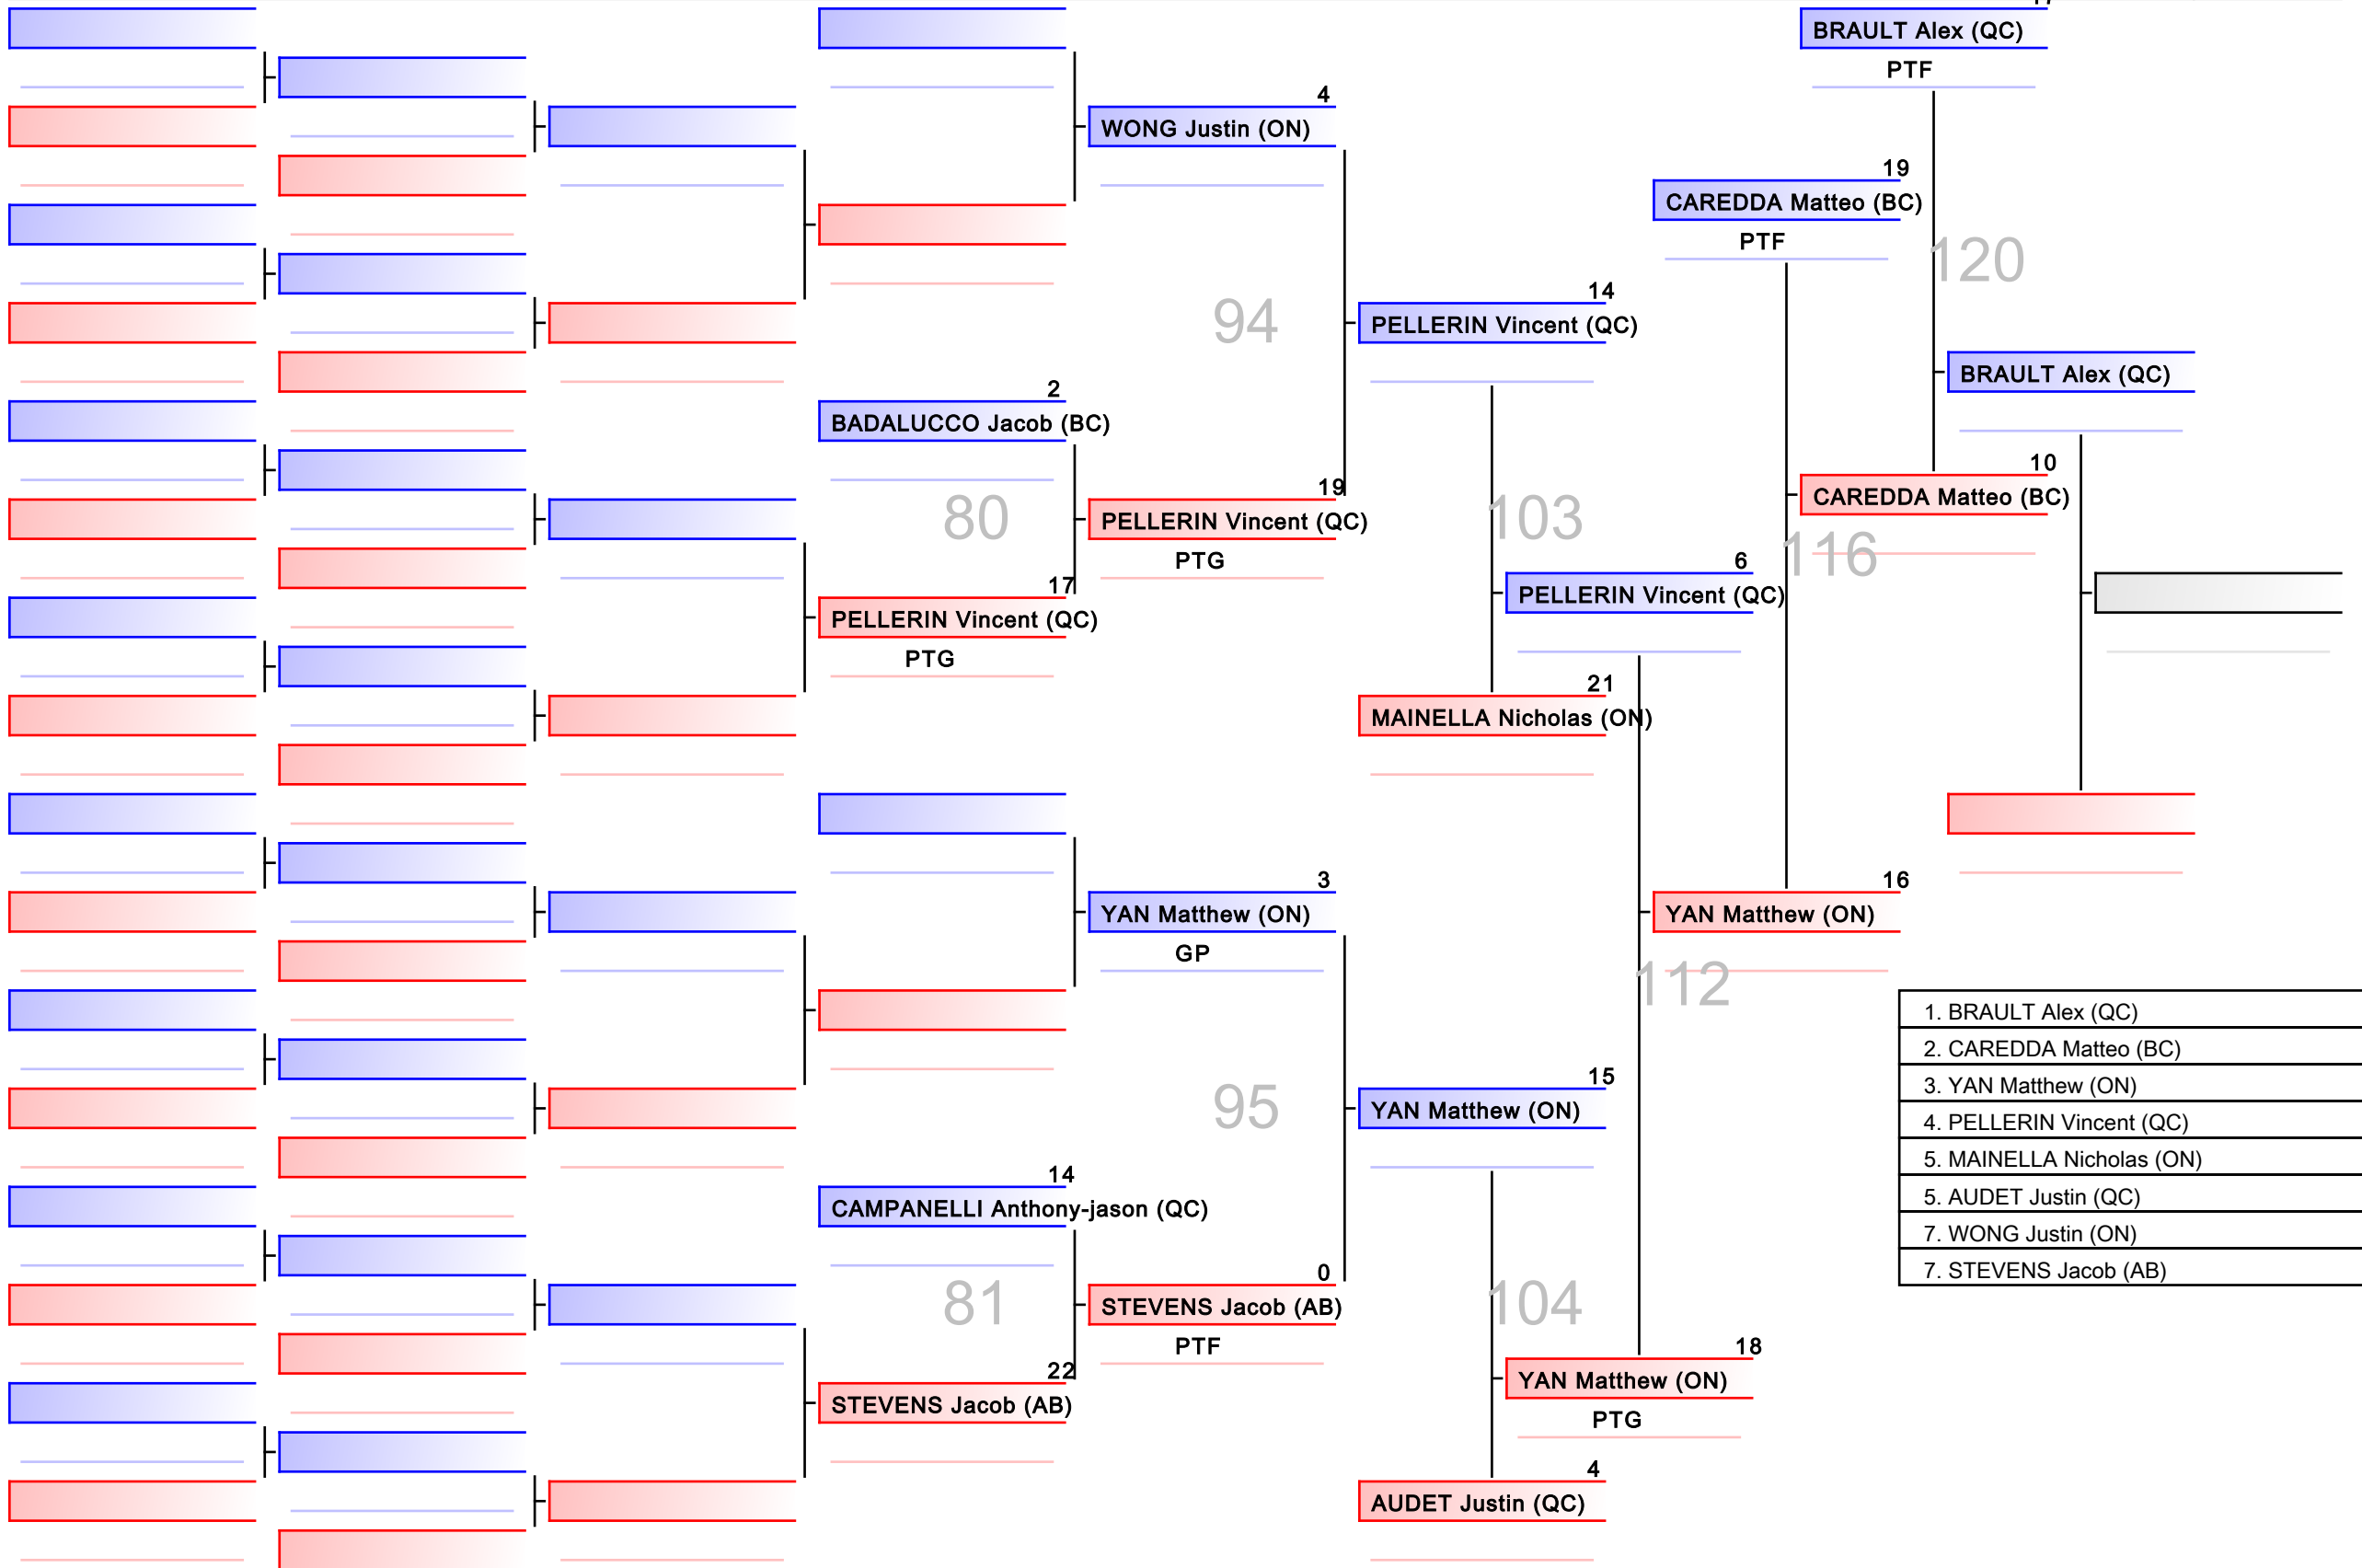 BRAULT Alex (QC)
PTF
4
WONG Justin (ON)
19
CAREDDA Matteo (BC)
PTF
120
14
94
PELLERIN Vincent (QC)
BRAULT Alex (QC)
2
BADALUCCO Jacob (BC)
10
CAREDDA Matteo (BC)
19
80
PELLERIN Vincent (QC)
103
PTG
116
6
17
PELLERIN Vincent (QC)
PELLERIN Vincent (QC)
PTG
21
MAINELLA Nicholas (ON)
3
16
YAN Matthew (ON)
YAN Matthew (ON)
GP
112
1. BRAULT Alex (QC)
2. CAREDDA Matteo (BC)
15
3. YAN Matthew (ON)
95
YAN Matthew (ON)
4. PELLERIN Vincent (QC)
5. MAINELLA Nicholas (ON)
14
5. AUDET Justin (QC)
CAMPANELLI Anthony-jason (QC)
7. WONG Justin (ON)
0
7. STEVENS Jacob (AB)
81
STEVENS Jacob (AB)
104
PTF
18
22
YAN Matthew (ON)
STEVENS Jacob (AB)
PTG
4
AUDET Justin (QC)